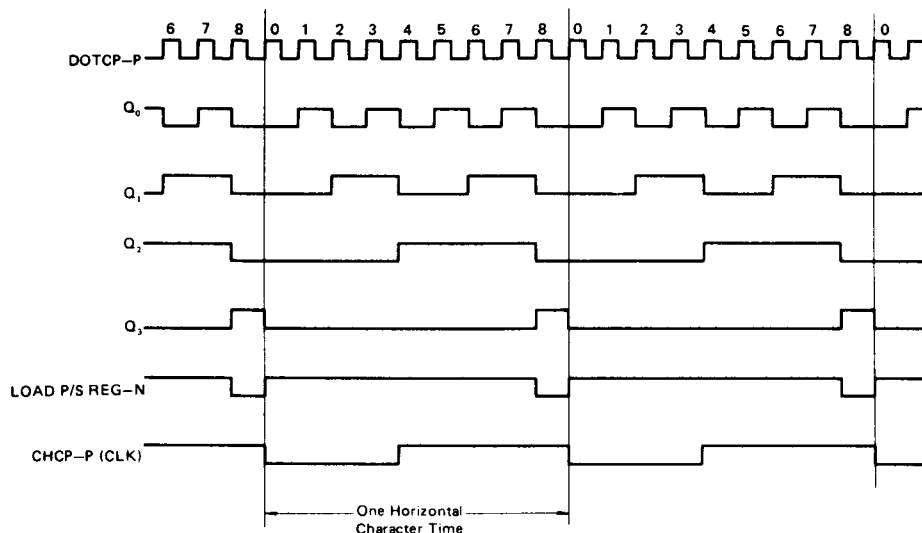 6 7 8 0 1 2 3 4 5 6 7 8 0 1 2 3 4 5 6 7 8 0
DOTCP–P
Q0
Q1
Q2
Q3
LOAD P/S REG–N
CHCP–P (CLK)
One Horizontal
Character Time